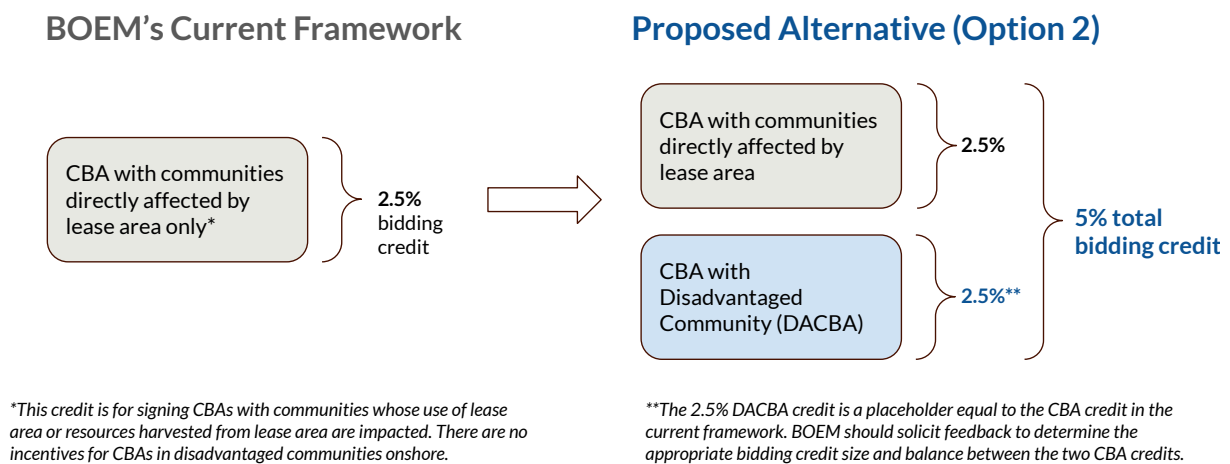 BOEM's Current Framework
CBA with communities
directly affected by
lease area only*
2.5%
bidding
credit
*This credit is for signing CBAs with communities whose use of lease
area or resources harvested from lease area are impacted. There are no
incentives for CBAs in disadvantaged communities onshore.
Proposed Alternative (Option 2)
CBA with communities
directly affected by
lease area
2.5%
CBA with
Disadvantaged
Community (DACBA)
2.5%**
5% total
bidding credit
**The 2.5% DACBA credit is a placeholder equal to the CBA credit in the
current framework. BOEM should solicit feedback to determine the
appropriate bidding credit size and balance between the two CBA credits.